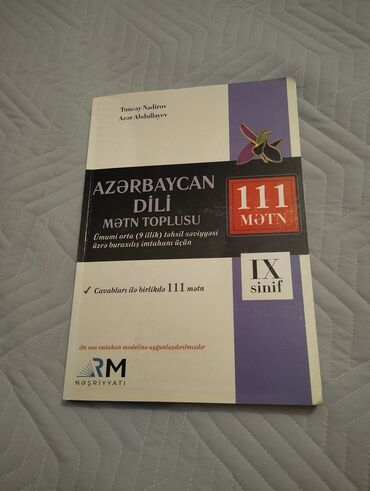 Tuncay Nadirov
Azər Abdullayev
AZƏRBAYCAN
DİLİ
MƏTN TOPLUSU
Ümumi orta (9 illik) təhsil səviyyəsi
üzrə buraxılış imtahanı üçün
111
MƏTN
IX
sinif
✓ Cavabları ilə birlikdə 111 mətn
Ən son imtahan modelinə uyğunlaşdırılmışdır
RM
NƏŞRİYYATI